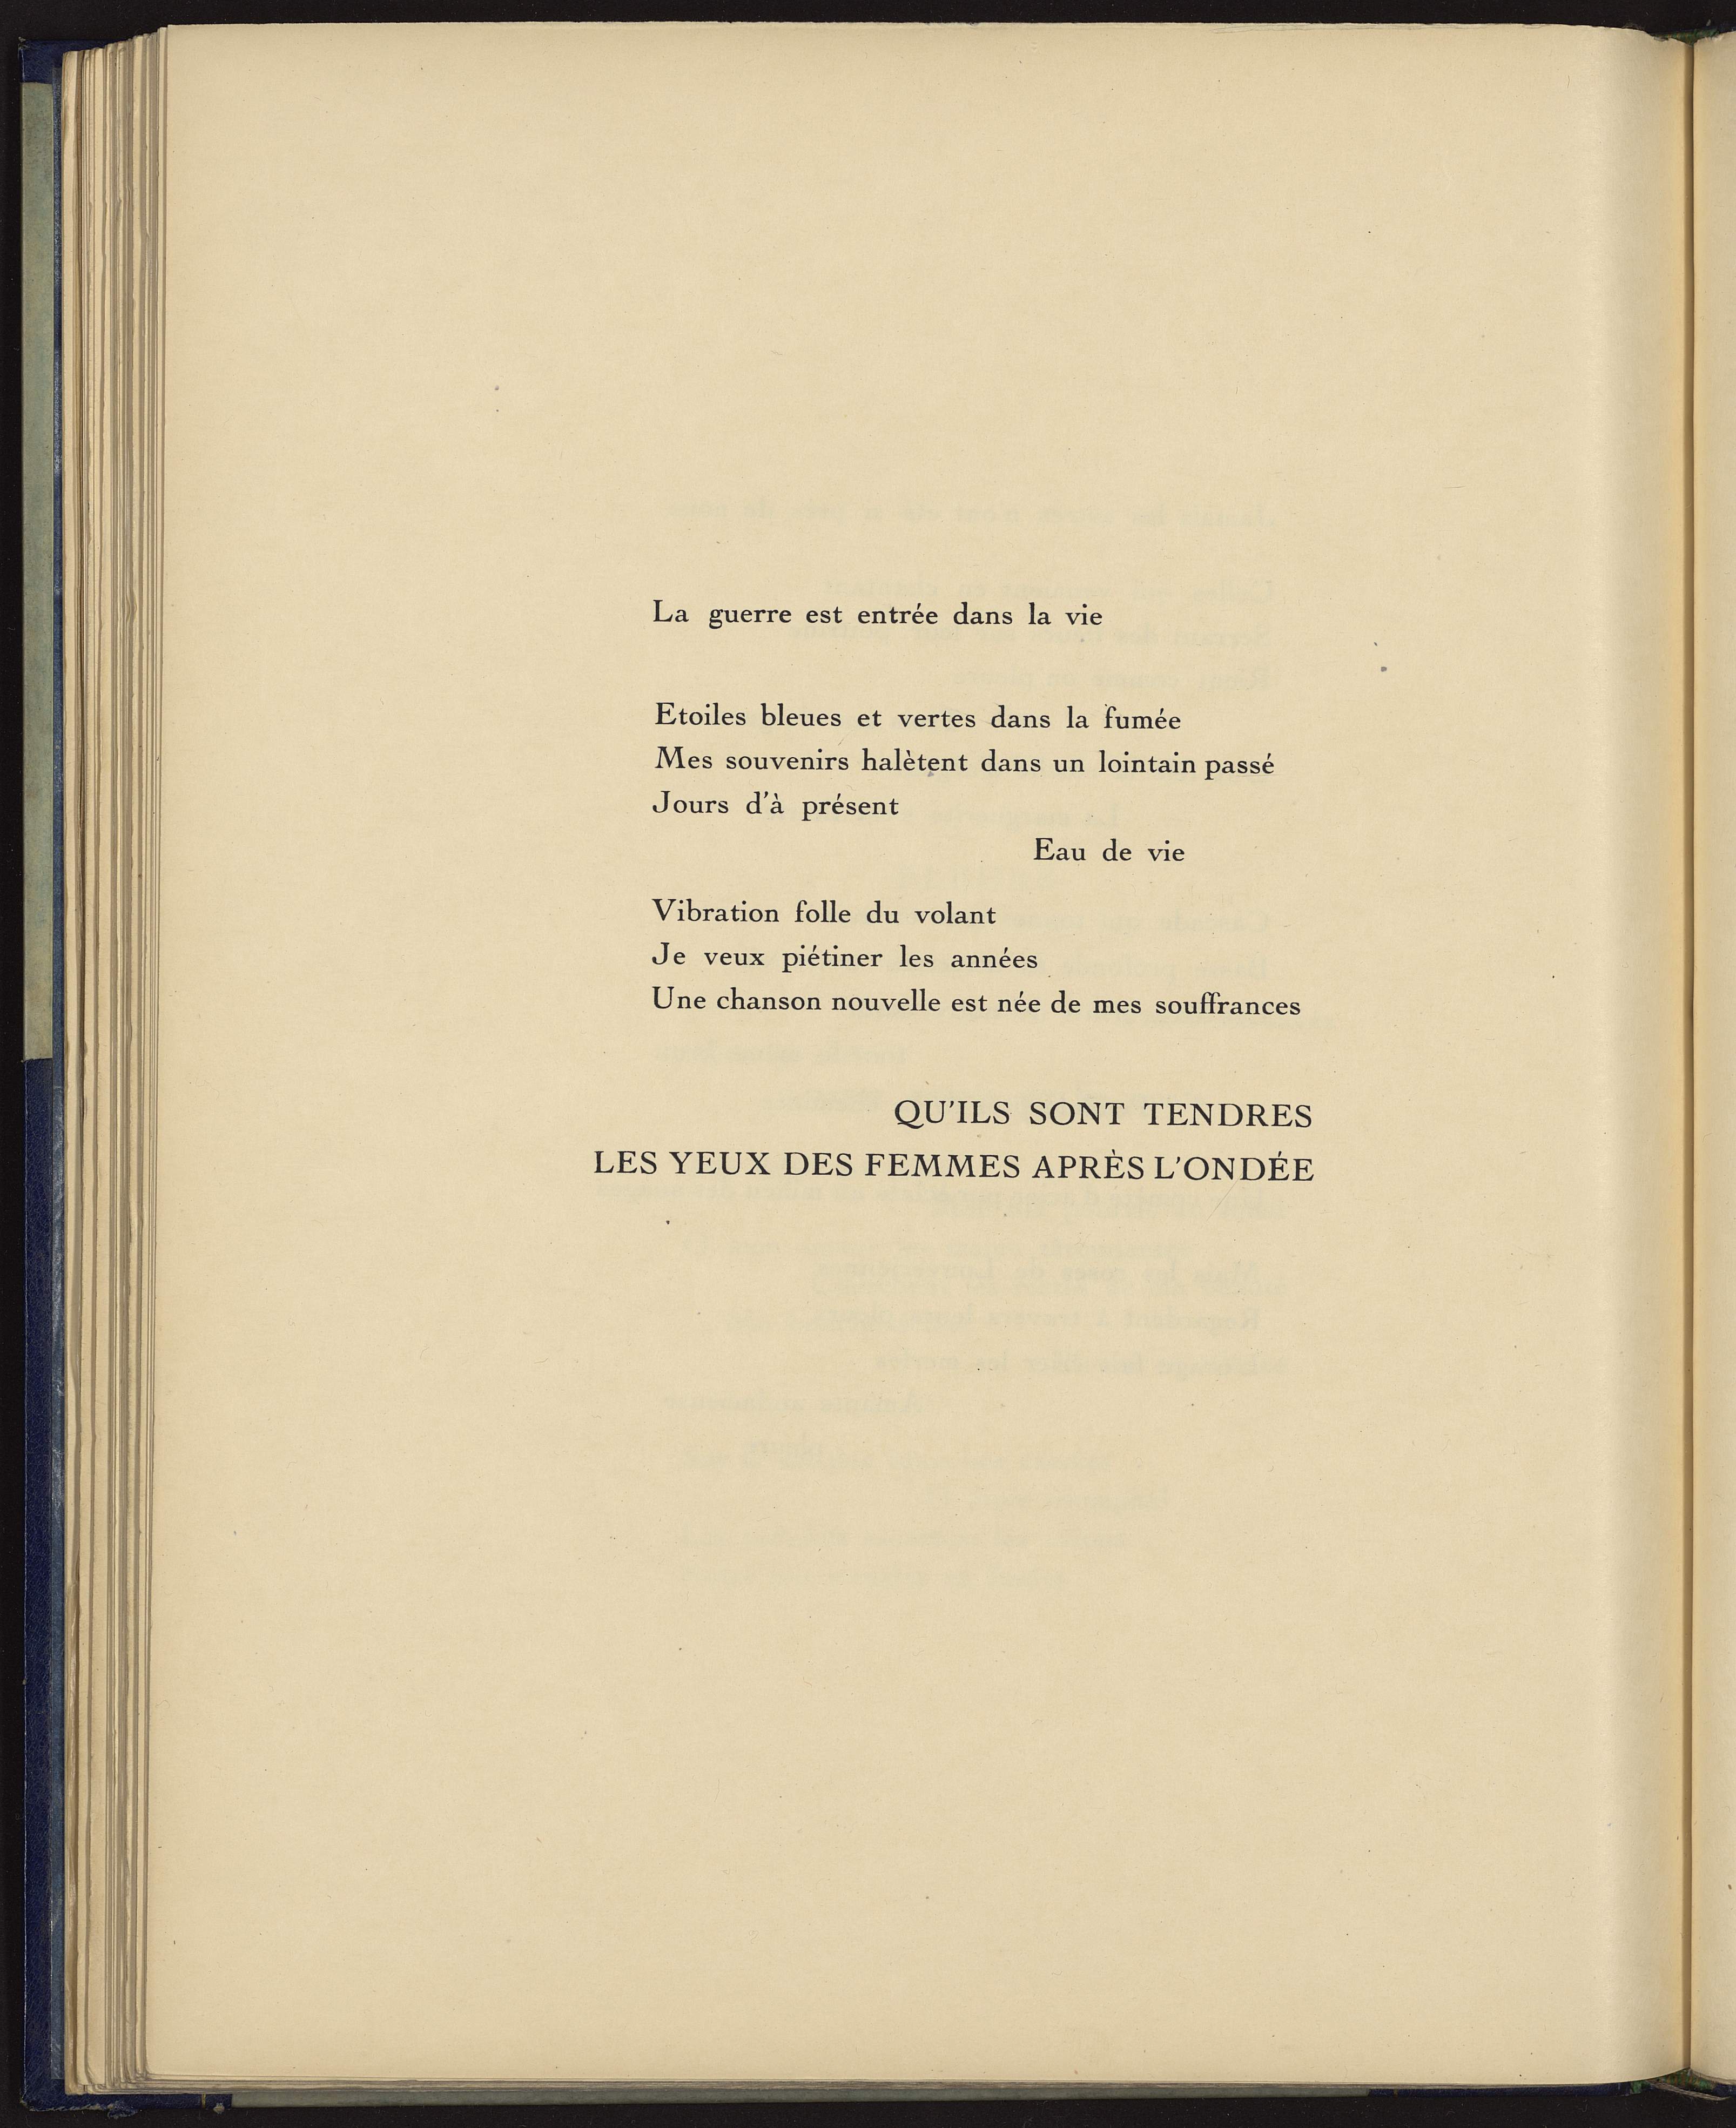 La guerre est entrée dans la vie
Etoiles bleues et vertes dans la fumée
Mes souvenirs halètent dans un lointain passé
Jours d'à présent
Eau de vie
Vibration folle du volant
Je veux piétiner les années
Une chanson nouvelle est née de mes souffrances
QU'ILS SONT TENDRES
LES YEUX DES FEMMES APRÈS L'ONDÉE